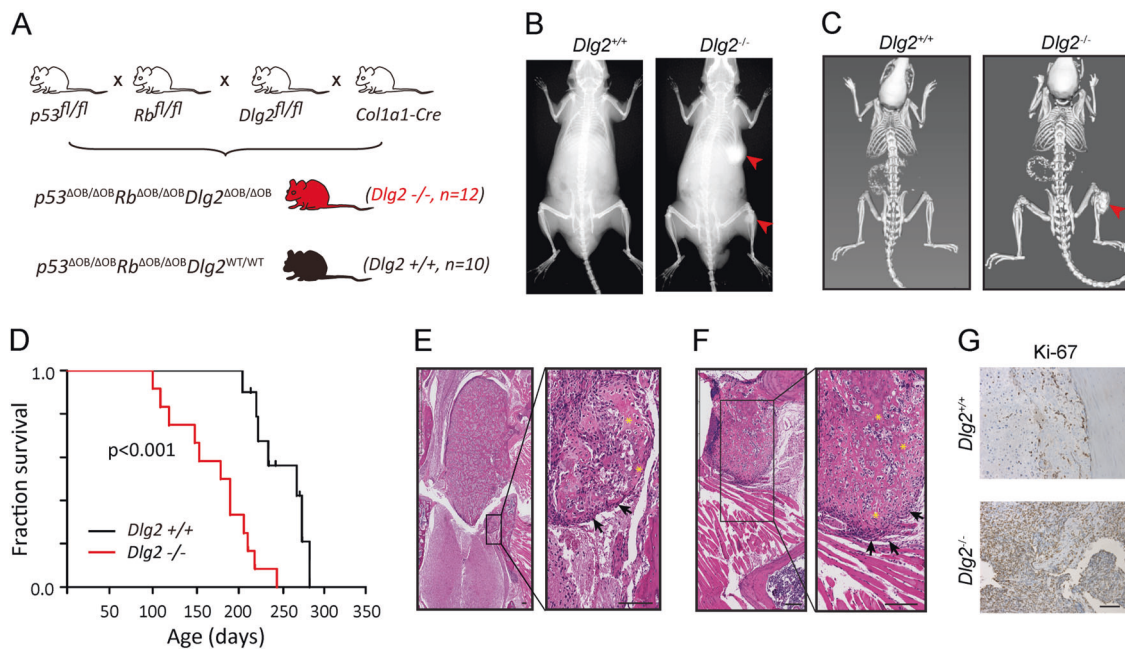 A
x x x
p53fl/fl Rbfl/fl Dlg2fl/fl Col1α1-Cre
p53ΔOB/ΔOBRbΔOB/ΔOBDlg2ΔOB/ΔOB (Dlg2 -/-, n=12)
p53ΔOB/ΔOBRbΔOB/ΔOBDlg2WT/WT (Dlg2 +/+, n=10)
B
Dlg2+/+ Dlg2-/-
C
Dlg2+/+ Dlg2-/-
D
1.0
Fraction survival
p<0.001
Dlg2 +/+
Dlg2 -/-
0.0
50 100 150 200 250 300 350
Age (days)
E
F
G
Ki-67
Dlg2+/+
Dlg2-/-